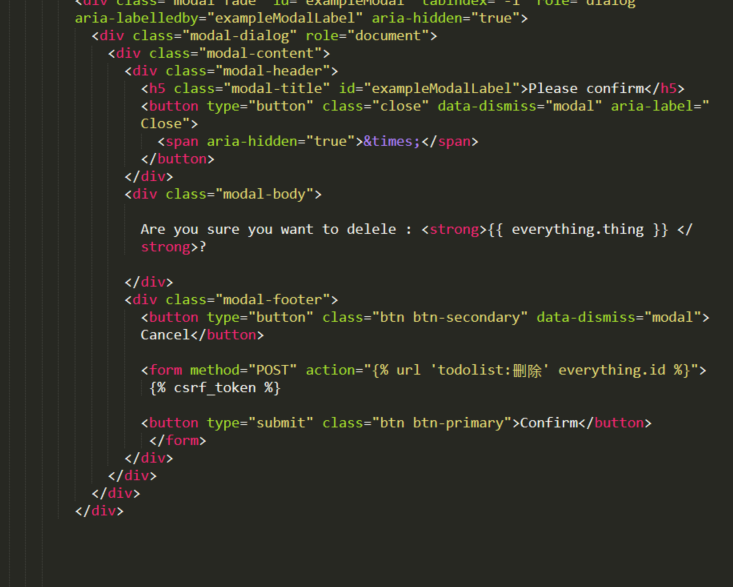 <div class="modal fade" id="exampleModal" tabindex="-1" role="dialog"
aria-labelledby="exampleModalLabel" aria-hidden="true">
<div class="modal-dialog" role="document">
<div class="modal-content">
<div class="modal-header">
<h5 class="modal-title" id="exampleModalLabel">Please confirm</h5>
<button type="button" class="close" data-dismiss="modal" aria-label="
Close">
<span aria-hidden="true">&times;</span>
</button>
</div>
<div class="modal-body">
Are you sure you want to delele : <strong>{{ everything.thing }} </
strong>?
</div>
<div class="modal-footer">
<button type="button" class="btn btn-secondary" data-dismiss="modal">
Cancel</button>
<form method="POST" action="{% url 'todolist:删除' everything.id %}">
{% csrf_token %}
<button type="submit" class="btn btn-primary">Confirm</button>
</form>
</div>
</div>
</div>
</div>